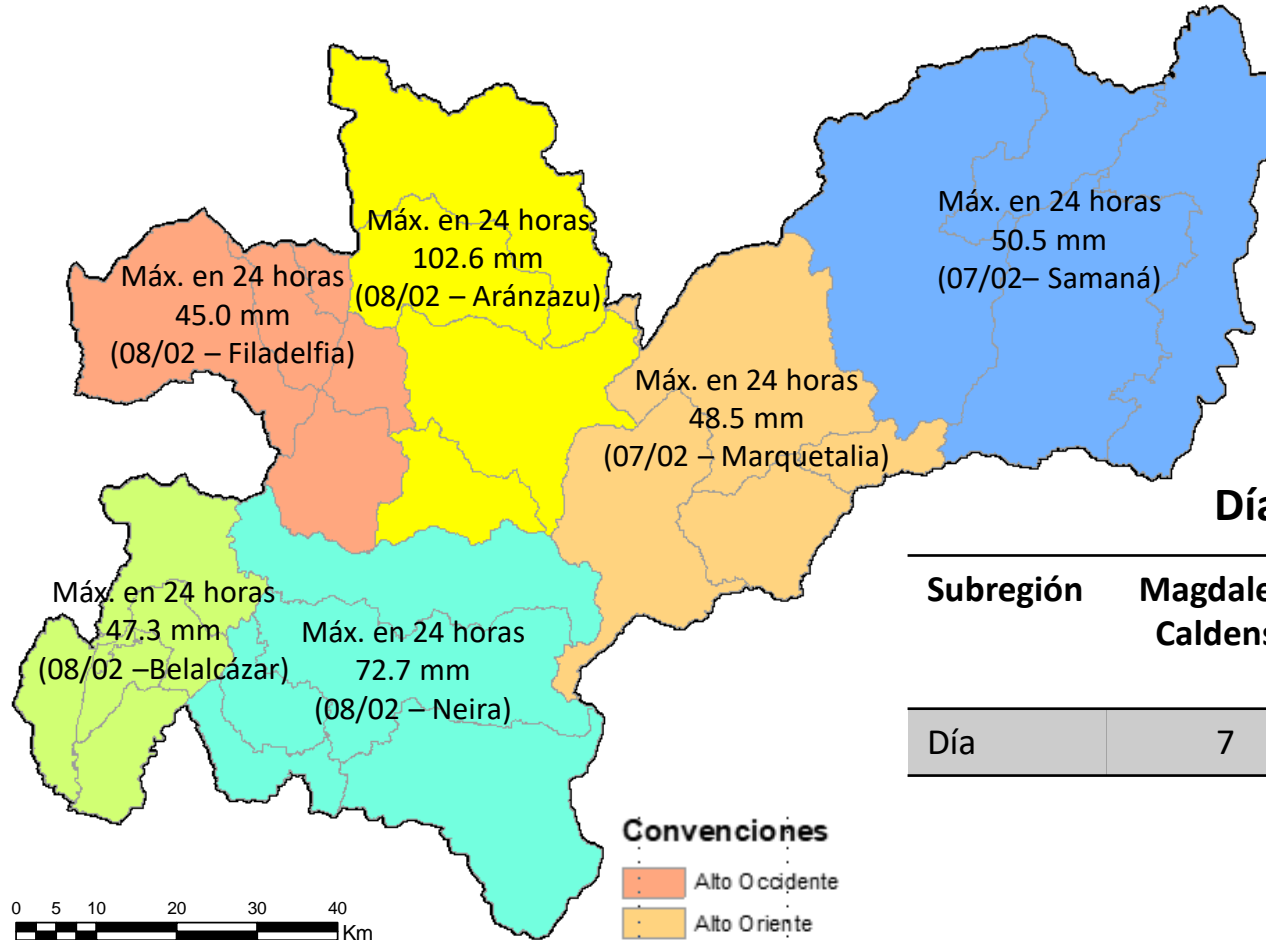 Máx. en 24 horas
102.6 mm
(08/02 – Aránzazu)
Máx. en 24 horas
50.5 mm
(07/02– Samaná)
Máx. en 24 horas
45.0 mm
(08/02 – Filadelfia)
Máx. en 24 horas
48.5 mm
(07/02 – Marquetalia)
Máx. en 24 horas
47.3 mm
(08/02 –Belalcázar)
Máx. en 24 horas
72.7 mm
(08/02 – Neira)
Día
Subregión Magdale
Caldens
Día 7
Convenciones
Alto Occidente
Alto Oriente
0 5 10 20 30 40
Km